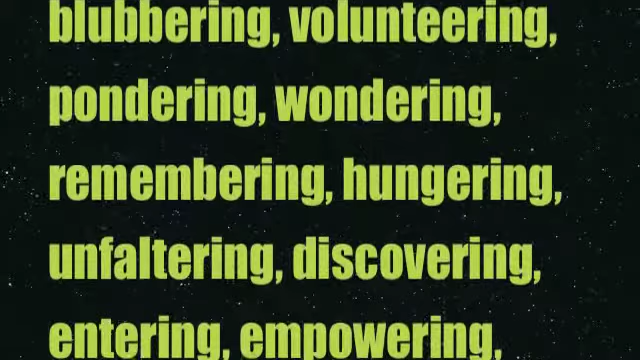 blubbering, volunteering,
pondering, wondering,
remembering, hungering,
unfaltering, discovering,
entering, empowering,